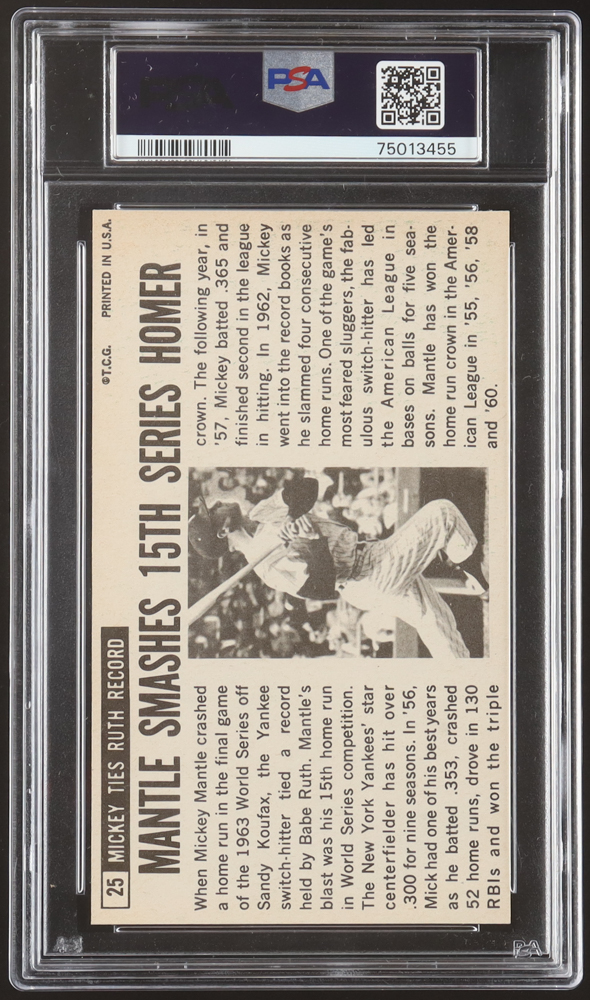 PSA
75013455
25 MICKEY TIES RUTH RECORD
©T.C.G. PRINTED IN U.S.A.
MANTLE SMASHES 15TH SERIES HOMER
When Mickey Mantle crashed
a home run in the final game
of the 1963 World Series off
Sandy Koufax, the Yankee
switch-hitter tied a record
held by Babe Ruth. Mantle's
blast was his 15th home run
in World Series competition.
The New York Yankees' star
centerfielder has hit over
.300 for nine seasons. In '56,
Mick had one of his best years
as he batted .353, crashed
52 home runs, drove in 130
RBIs and won the triple
crown. The following year, in
'57, Mickey batted .365 and
finished second in the league
in hitting. In 1962, Mickey
went into the record books as
he slammed four consecutive
home runs. One of the game's
most feared sluggers, the fab-
ulous switch-hitter has led
the American League in
bases on balls for five sea-
sons. Mantle has won the
home run crown in the Amer-
ican League in '55, '56, '58
and '60.
PSA